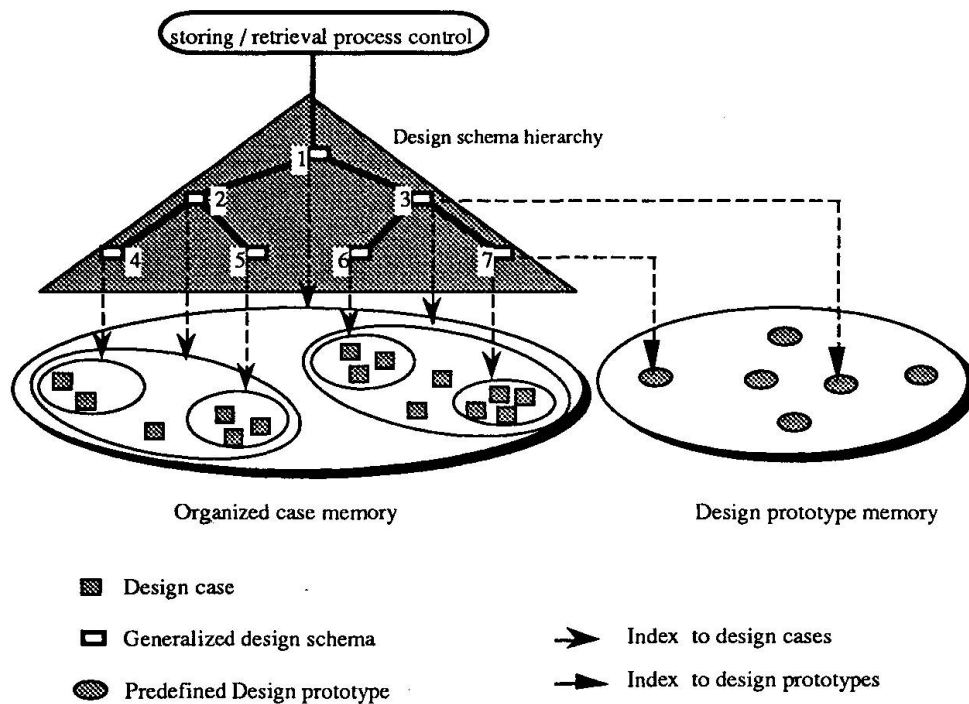 storing / retrieval process control
Design schema hierarchy
1
2
3
4
5
6
7
Organized case memory
Design prototype memory
Design case
Generalized design schema
Index to design cases
Predefined Design prototype
Index to design prototypes